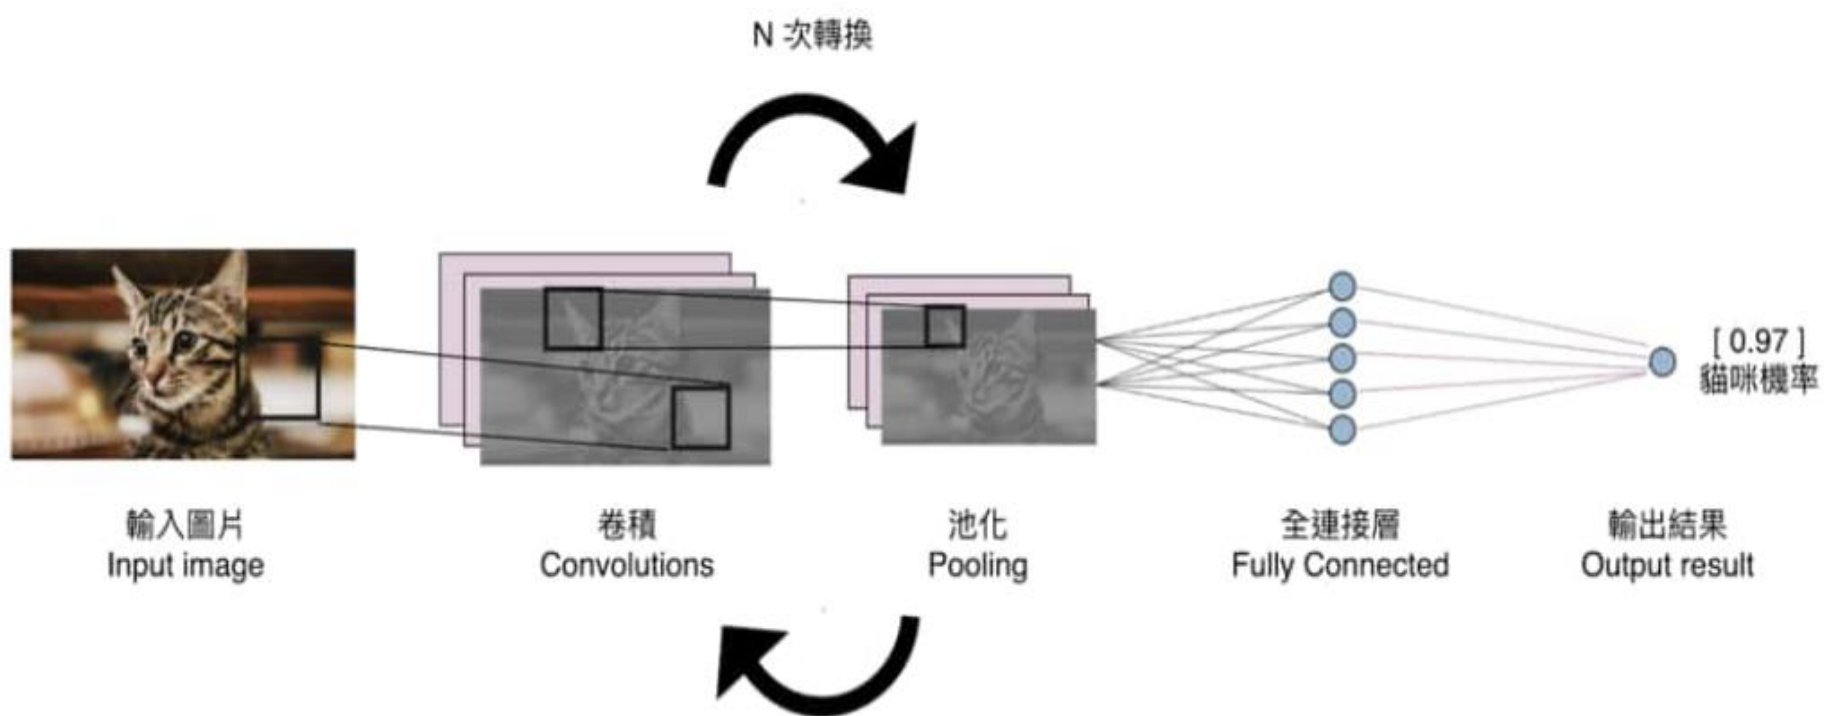 N 次轉換
[ 0.97 ]
貓咪機率
輸入圖片
Input image
卷積
Convolutions
池化
Pooling
全連接層
Fully Connected
輸出結果
Output result